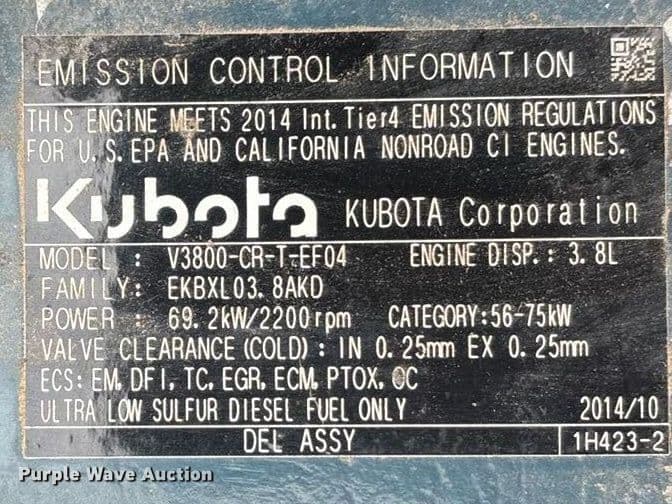 EMISSION CONTROL INFORMATION
THIS ENGINE MEETS 2014 Int. Tier4 EMISSION REGULATIONS
FOR U.S. EPA AND CALIFORNIA NONROAD CI ENGINES.
Kubota KUBOTA Corporation
MODEL : V3800-CR-T-EF04 ENGINE DISP.: 3.8L
FAMILY: EKBXL03.8AKD
POWER : 69.2kW/2200rpm CATEGORY:56-75kW
VALVE CLEARANCE(COLD): IN 0.25mm EX 0.25mm
ECS: EM, DFI, TC, EGR, ECM, PTOX, OC
ULTRA LOW SULFUR DIESEL FUEL ONLY 2014/10
DEL ASSY 1H423-2
Purple Wave Auction